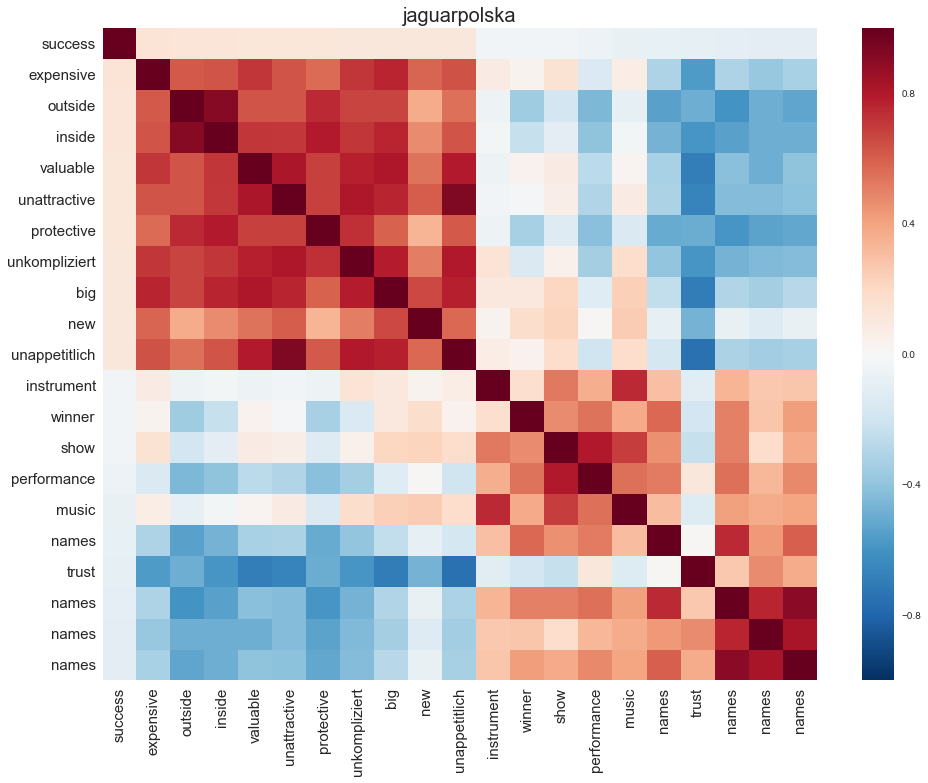 jaguarpolska
success
expensive
outside
inside
valuable
unattractive
protective
unkompliziert
big
new
unappetitlich
instrument
winner
show
performance
music
names
trust
names
names
names
0.8
0.4
0.0
−0.4
−0.8
success
expensive
outside
inside
valuable
unattractive
protective
unkompliziert
big
new
unappetitlich
instrument
winner
show
performance
music
names
trust
names
names
names